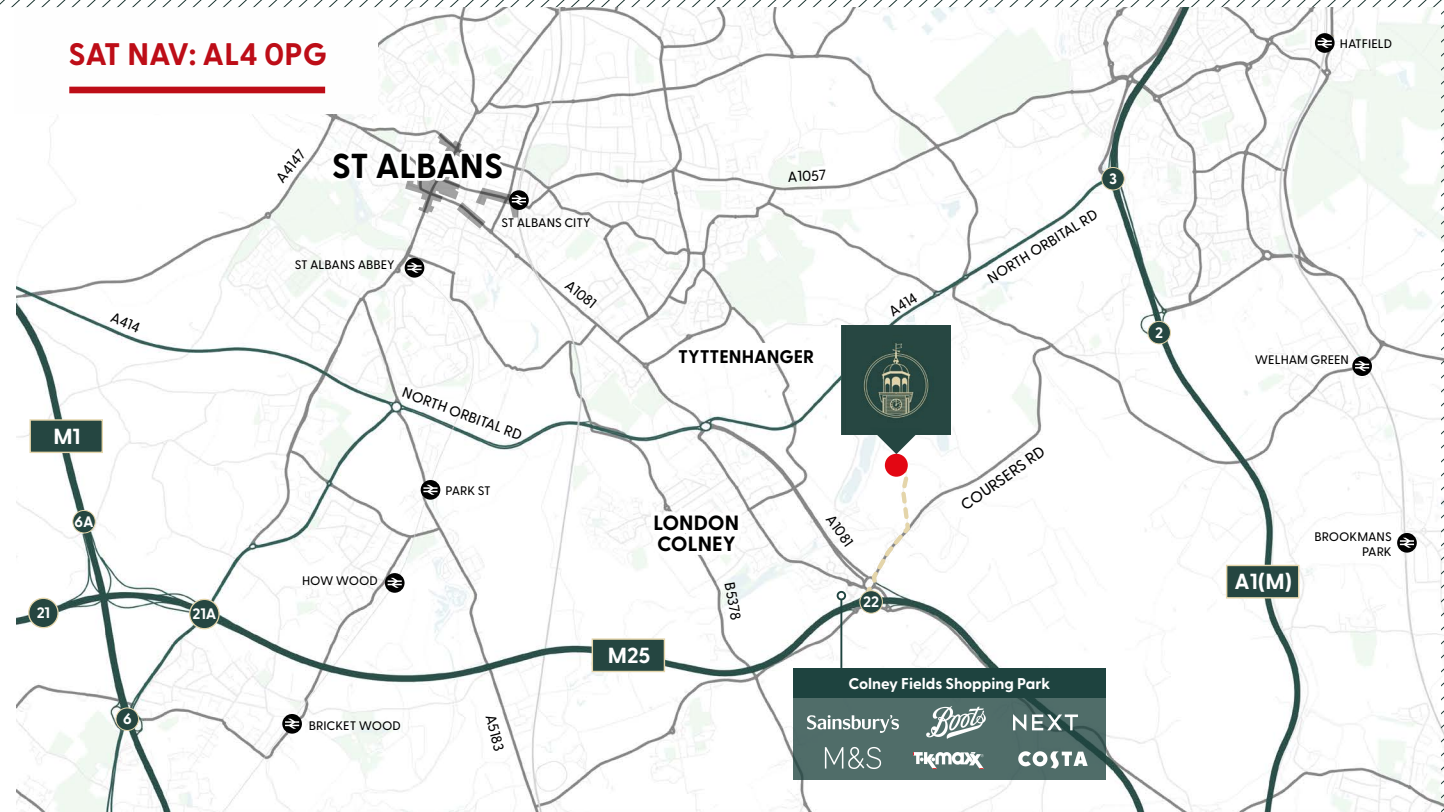 SAT NAV: AL4 0PG
HATFIELD
A4147
ST ALBANS
A1057
3
ST ALBANS CITY
NORTH ORBITAL RD
ST ALBANS ABBEY
A1081
A414
A414
2
TYTTENHANGER
WELHAM GREEN
NORTH ORBITAL RD
M1
COURSERS RD
PARK ST
6A
LONDON
COLNEY
A1081
BROOKMANS
PARK
HOW WOOD
A1(M)
B5378
22
21
21A
M25
Colney Fields Shopping Park
6
BRICKET WOOD
A5183
Sainsbury's
Boots
NEXT
M&S
T·K·maxx
COSTA